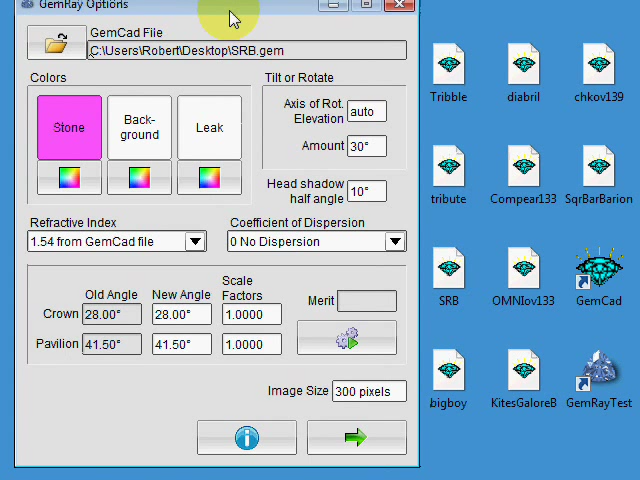 GemRay Options
GemCad File
C:\Users\Robert\Desktop\SRB.gem
Colors
Stone
Back-
ground
Leak
Tilt or Rotate
Axis of Rot.
Elevation
auto
Amount
30°
Head shadow
half angle
10°
Refractive Index
1.54 from GemCad file
Coefficient of Dispersion
0 No Dispersion
Old Angle
New Angle
Scale
Factors
Crown
28.00°
28.00°
1.0000
Pavilion
41.50°
41.50°
1.0000
Merit
Image Size
300 pixels
Tribble
diabril
chkov139
tribute
Compear133
SqrBarBarion
SRB
OMNIov133
GemCad
bigboy
KitesGaloreB
GemRayTest